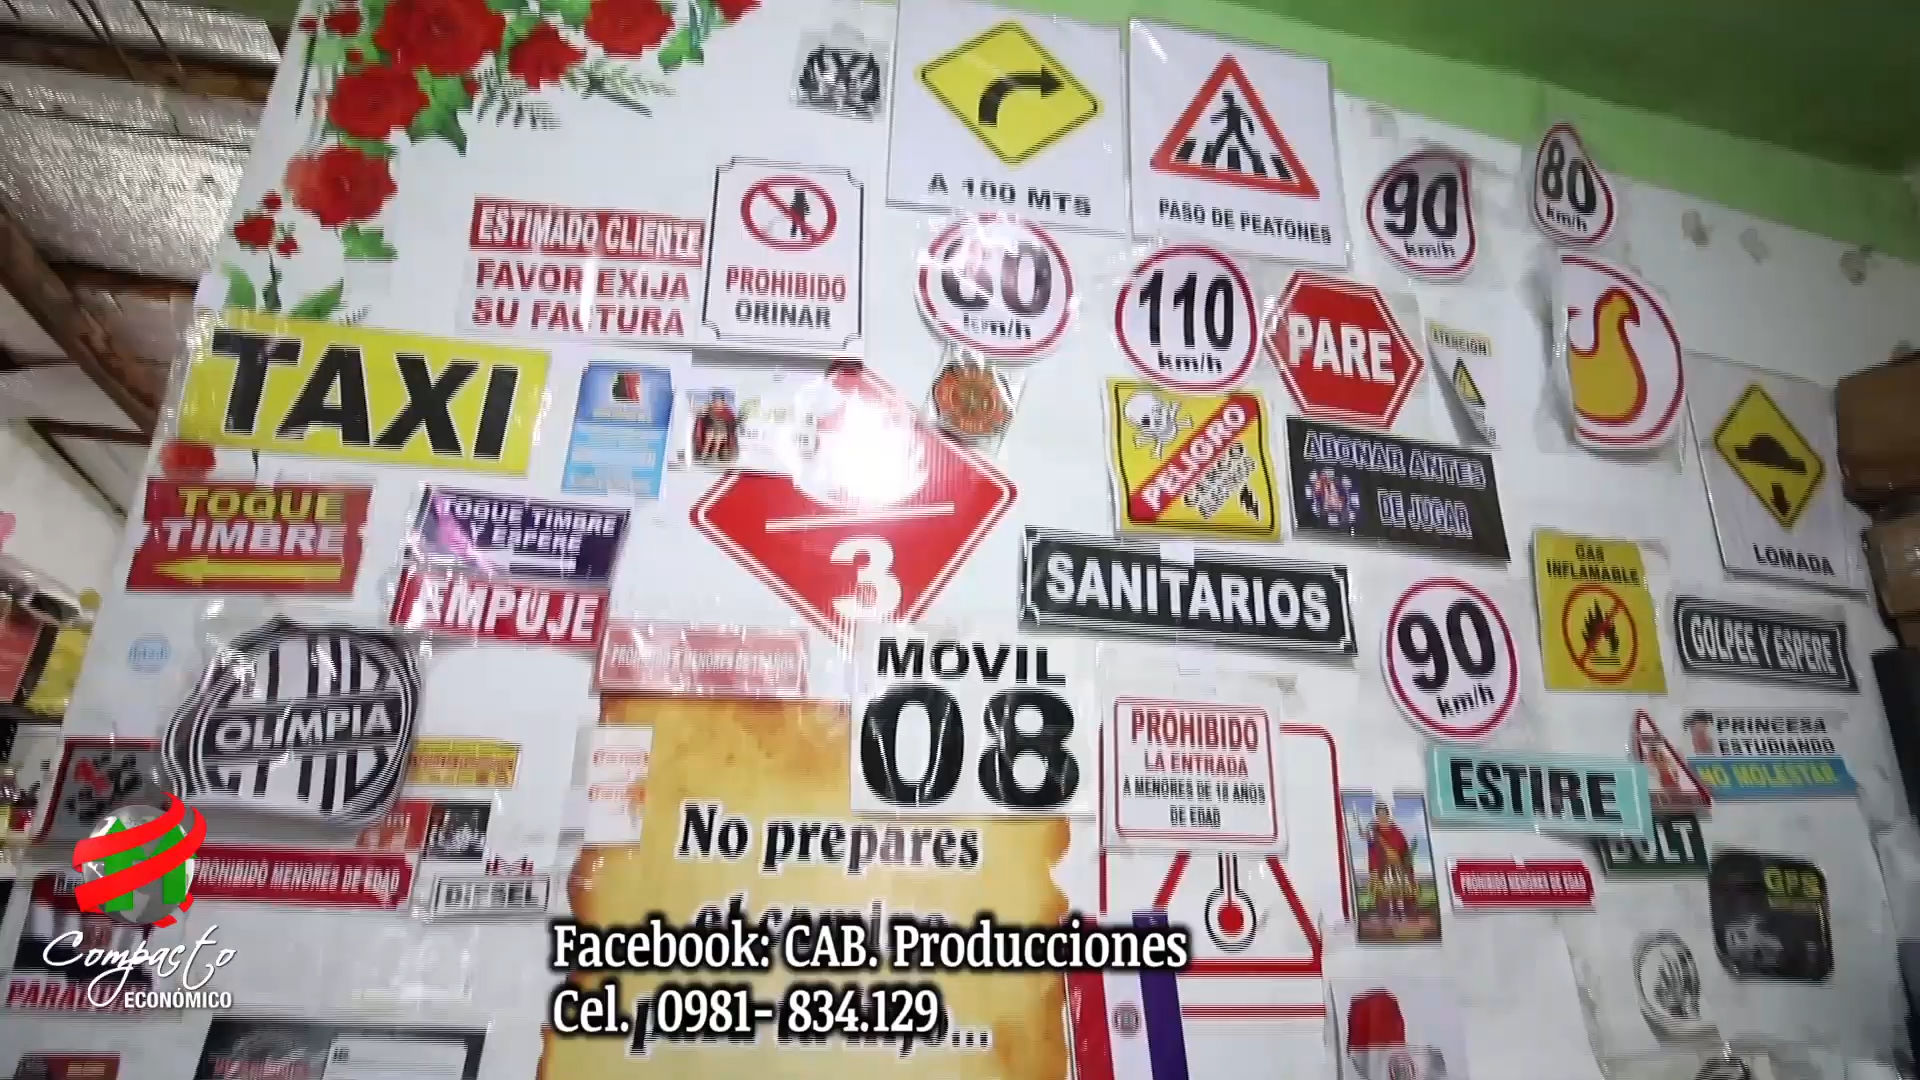 A 100 MTS
PASO DE PEATONES
90
km/h
80
km/h
ESTIMADO CLIENTE
FAVOR EXIJA
SU FACTURA
PROHIBIDO
ORINAR
km/h
110
km/h
PARE
ATENCION
TAXI
PELIGRO
ABONAR ANTES
DE JUGAR
LOMADA
TOQUE
TIMBRE
TOQUE TIMBRE
Y ESPERE
EMPUJE
3
SANITARIOS
GAS
INFLAMABLE
90
km/h
GOLPEE Y ESPERE
OLIMPIA
MOVIL
08
PROHIBIDO
LA ENTRADA
A MENORES DE 18 AÑOS
DE EDAD
PRINCESA
ESTUDIANDO
NO MOLESTAR
ESTIRE
No prepares
PROHIBIDO MENORES DE EDAD
DIESEL
PROHIBIDO MENORES DE EDAD
GPS
Compacto
ECONÓMICO
Facebook: CAB. Producciones
Cel. 0981- 834.129